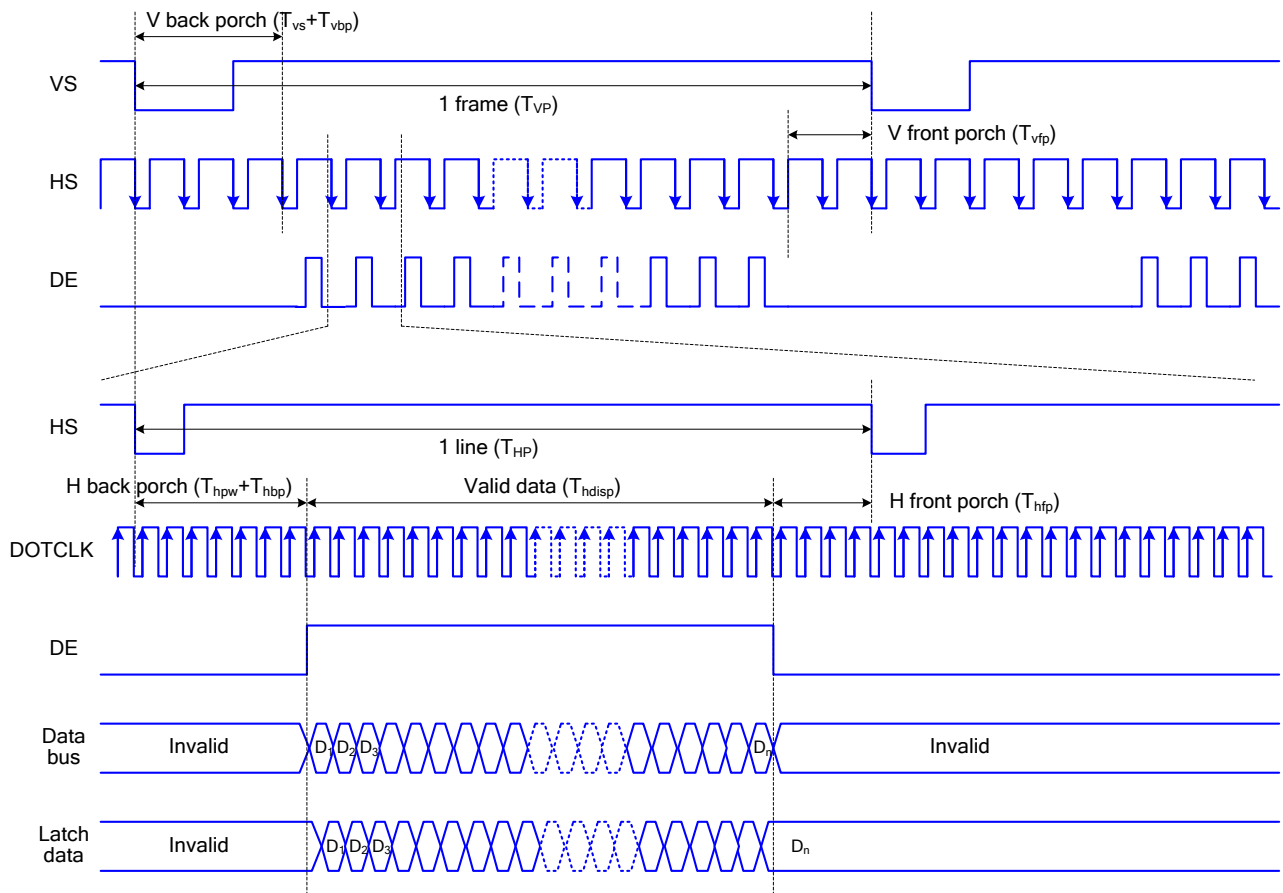 V back porch (Tvs+Tvbp)
VS
1 frame (TVP)
V front porch (Tvfp)
HS
DE
HS
1 line (THP)
H back porch (Thpw+Thbp)
Valid data (Thdisp)
H front porch (Thfp)
DOTCLK
DE
Data bus
Invalid
D1 D2 D3
Dn
Invalid
Latch data
Invalid
D1 D2 D3
Dn